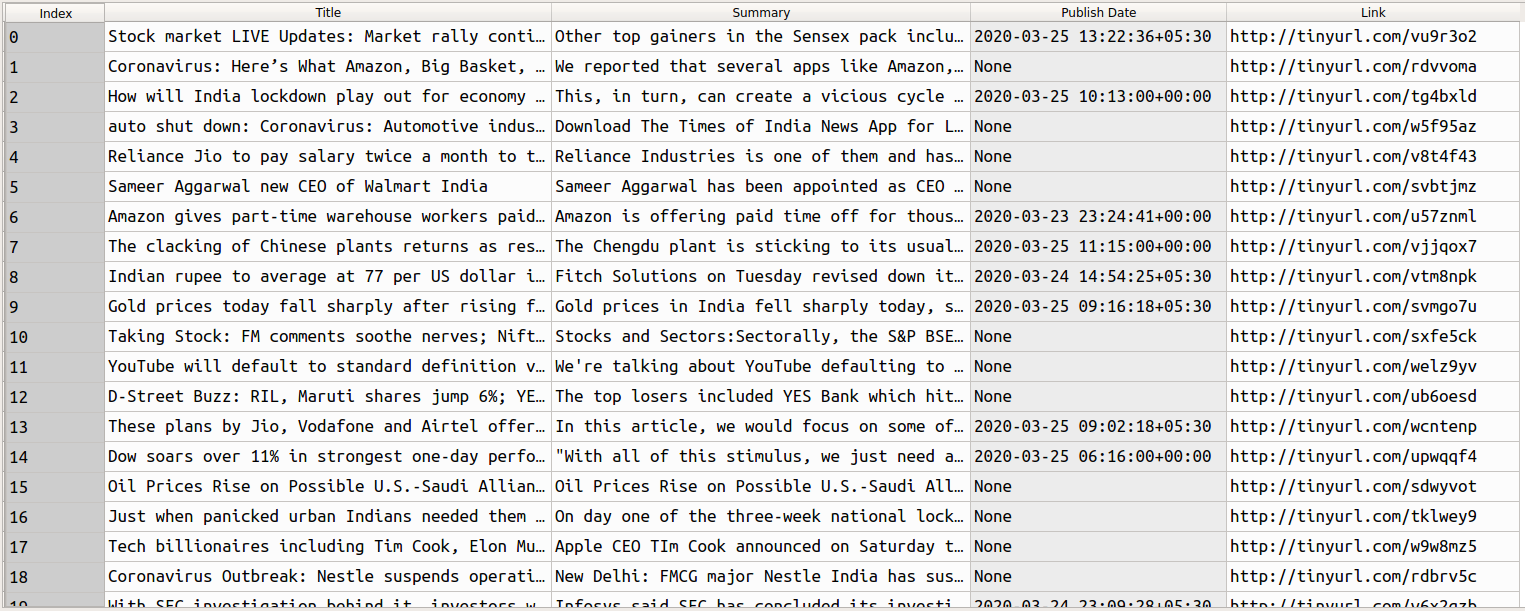 Index Title Summary Publish Date Link
0 Stock market LIVE Updates: Market rally conti… Other top gainers in the Sensex pack inclu… 2020-03-25 13:22:36+05:30 http://tinyurl.com/vu9r3o2
1 Coronavirus: Here’s What Amazon, Big Basket, … We reported that several apps like Amazon,… None http://tinyurl.com/rdvvoma
2 How will India lockdown play out for economy … This, in turn, can create a vicious cycle … 2020-03-25 10:13:00+00:00 http://tinyurl.com/tg4bxld
3 auto shut down: Coronavirus: Automotive indus… Download The Times of India News App for L… None http://tinyurl.com/w5f95az
4 Reliance Jio to pay salary twice a month to t… Reliance Industries is one of them and has… None http://tinyurl.com/v8t4f43
5 Sameer Aggarwal new CEO of Walmart India Sameer Aggarwal has been appointed as CEO … None http://tinyurl.com/svbtjmz
6 Amazon gives part-time warehouse workers paid… Amazon is offering paid time off for thous… 2020-03-23 23:24:41+00:00 http://tinyurl.com/u57znml
7 The clacking of Chinese plants returns as res… The Chengdu plant is sticking to its usual… 2020-03-25 11:15:00+00:00 http://tinyurl.com/vjjqox7
8 Indian rupee to average at 77 per US dollar i… Fitch Solutions on Tuesday revised down it… 2020-03-24 14:54:25+05:30 http://tinyurl.com/vtm8npk
9 Gold prices today fall sharply after rising f… Gold prices in India fell sharply today, s… 2020-03-25 09:16:18+05:30 http://tinyurl.com/svmgo7u
10 Taking Stock: FM comments soothe nerves; Nift… Stocks and Sectors:Sectorally, the S&P BSE… None http://tinyurl.com/sxfe5ck
11 YouTube will default to standard definition v… We're talking about YouTube defaulting to … None http://tinyurl.com/welz9yv
12 D-Street Buzz: RIL, Maruti shares jump 6%; YE… The top losers included YES Bank which hit… None http://tinyurl.com/ub6oesd
13 These plans by Jio, Vodafone and Airtel offer… In this article, we would focus on some of… 2020-03-25 09:02:18+05:30 http://tinyurl.com/wcntenp
14 Dow soars over 11% in strongest one-day perfo… "With all of this stimulus, we just need a… 2020-03-25 06:16:00+00:00 http://tinyurl.com/upwqqf4
15 Oil Prices Rise on Possible U.S.-Saudi Allian… Oil Prices Rise on Possible U.S.-Saudi All… None http://tinyurl.com/sdwyvot
16 Just when panicked urban Indians needed them … On day one of the three-week national lock… None http://tinyurl.com/tklwey9
17 Tech billionaires including Tim Cook, Elon Mu… Apple CEO TIm Cook announced on Saturday t… None http://tinyurl.com/w9w8mz5
18 Coronavirus Outbreak: Nestle suspends operati… New Delhi: FMCG major Nestle India has sus… None http://tinyurl.com/rdbrv5c
19 With SEC investigation behind it, investors w… Infosys said SEC has concluded its investi… 2020-03-24 23:09:28+05:30